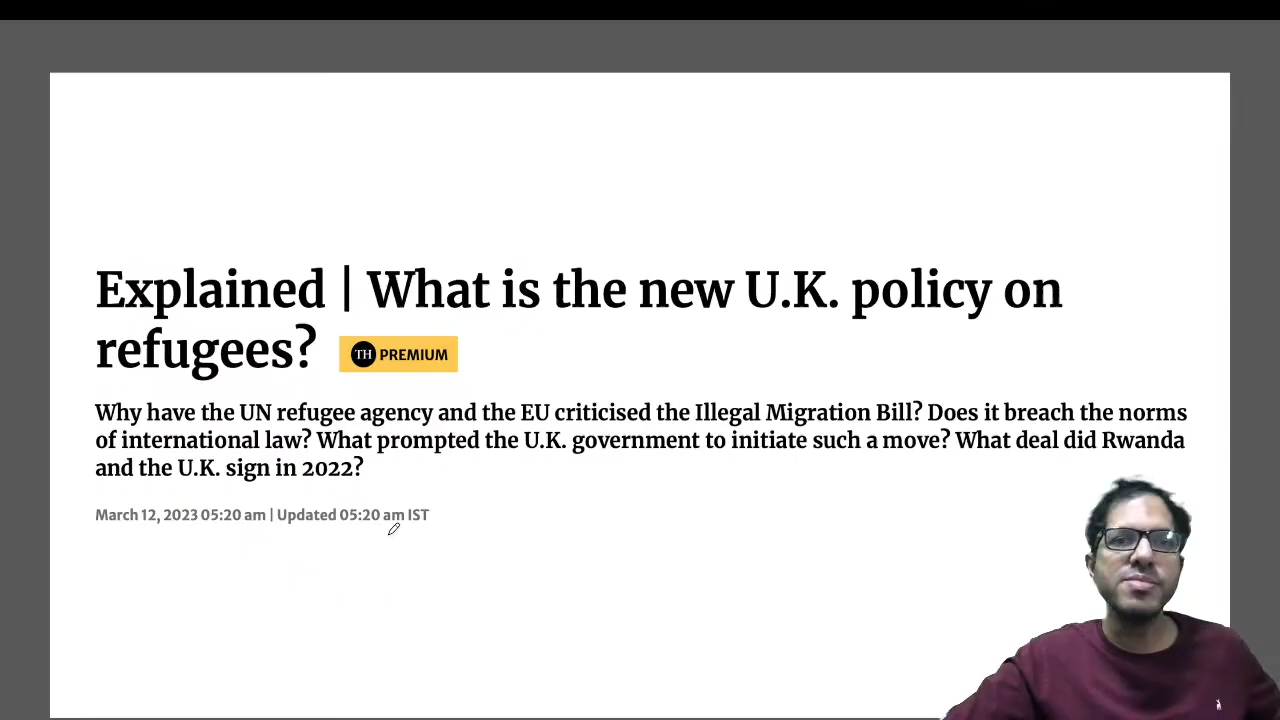 Explained | What is the new U.K. policy on
refugees? TH PREMIUM
Why have the UN refugee agency and the EU criticised the Illegal Migration Bill? Does it breach the norms
of international law? What prompted the U.K. government to initiate such a move? What deal did Rwanda
and the U.K. sign in 2022?
March 12, 2023 05:20 am | Updated 05:20 am IST